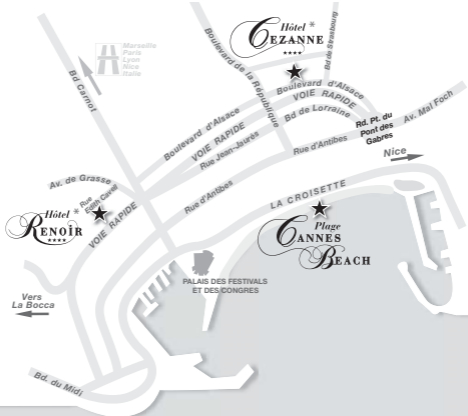 Hôtel *
CEZANNE
****
Marseille
Paris
Lyon
Nice
Italie
Bd Carnot
Boulevard de la République
Bd de Strasbourg
Boulevard d'Alsace
VOIE RAPIDE
Bd de Lorraine
Rd. Pt. du
Pont des
Gabres
Av. Mal Foch
Boulevard d'Alsace
VOIE RAPIDE
Rue Jean-Jaurès
Rue d'Antibes
Nice
Av. de Grasse
Rue
Edith Cavell
Hôtel *
RENOIR
****
VOIE RAPIDE
Rue d'Antibes
LA CROISETTE
Plage
CANNES
BEACH
PALAIS DES FESTIVALS
ET DES CONGRES
Vers
La Bocca
Bd. du Midi